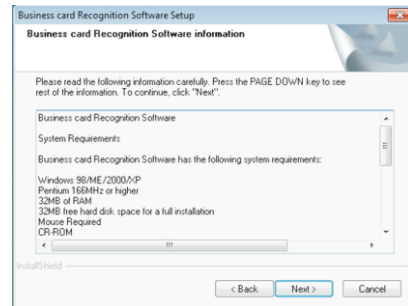 Business card Recognition Software Setup
Business card Recognition Software information
Please read the following information carefully. Press the PAGE DOWN key to see
rest of the information. To continue, click "Next".
Business card Recognition Software
System Requirements
Business card Recognition Software has the following system requirements:
Windows 98/ME/2000/XP
Pentium 166MHz or higher
32MB of RAM
32MB free hard disk space for a full installation
Mouse Required
CR-ROM
InstallShield
< Back
Next >
Cancel